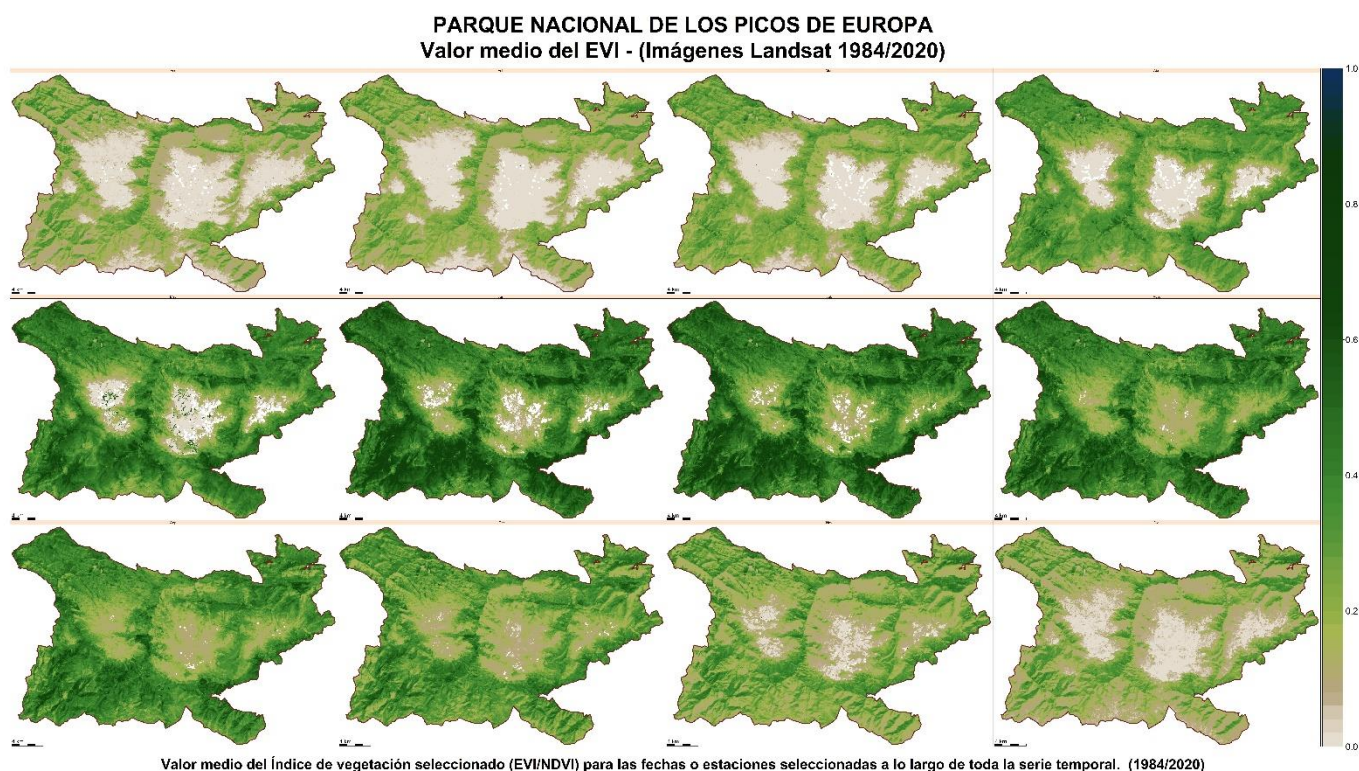 PARQUE NACIONAL DE LOS PICOS DE EUROPA
Valor medio del EVI - (Imágenes Landsat 1984/2020)
1.0
0.8
0.6
0.4
0.2
0.0
Valor medio del Índice de vegetación seleccionado (EVI/NDVI) para las fechas o estaciones seleccionadas a lo largo de toda la serie temporal. (1984/2020)